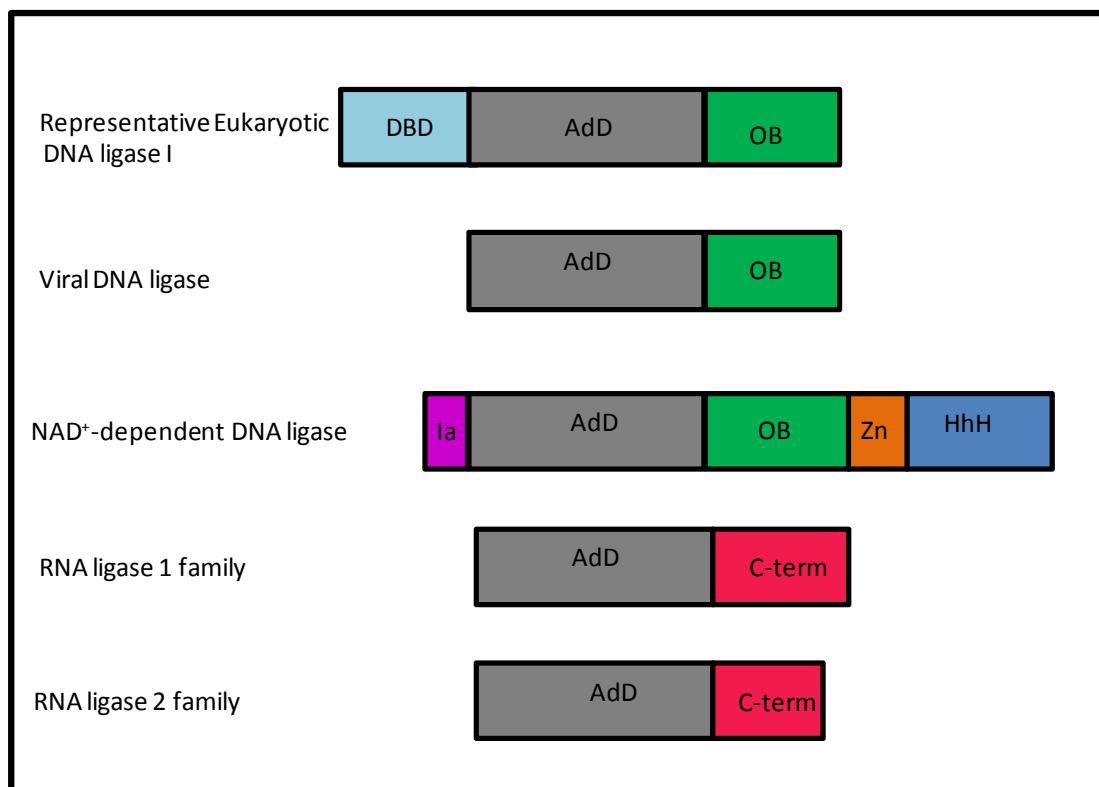 Representative Eukaryotic
DNA ligase I
DBD
AdD
OB
Viral DNA ligase
AdD
OB
NAD⁺-dependent DNA ligase
Ia
AdD
OB
Zn
HhH
RNA ligase 1 family
AdD
C-term
RNA ligase 2 family
AdD
C-term